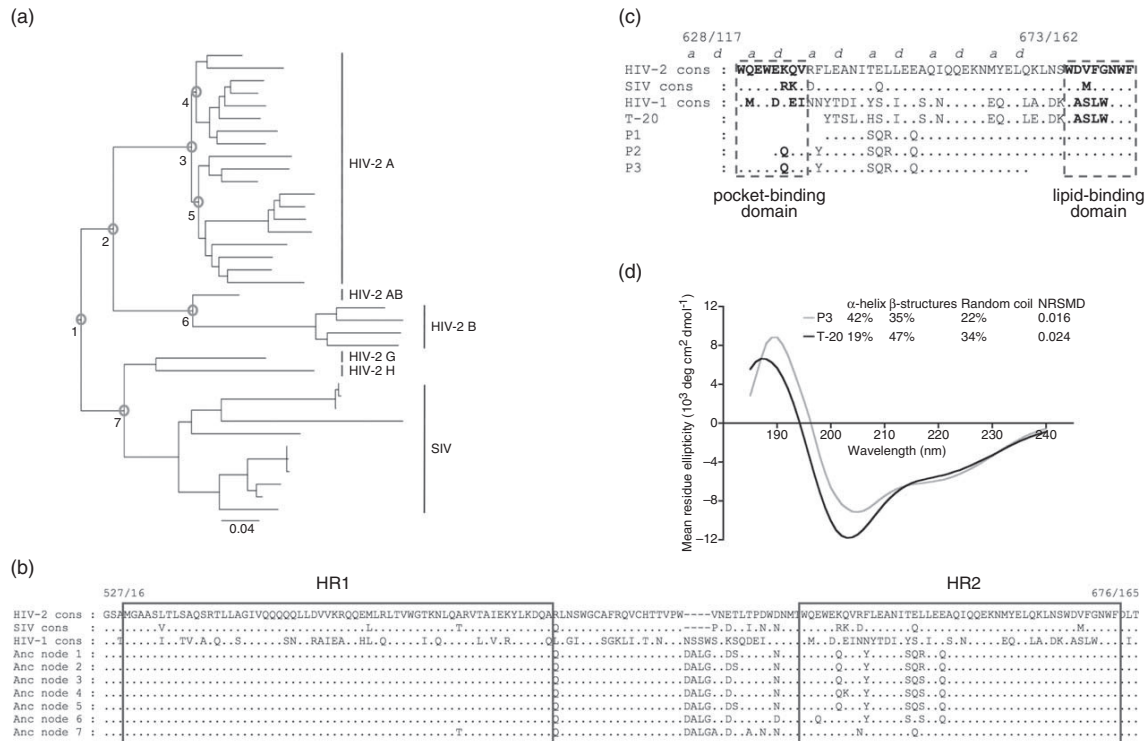 (a)
4
3
5
2
6
1
7
HIV-2 A
HIV-2 AB
HIV-2 B
HIV-2 G
HIV-2 H
SIV
0.04
(c)
628/117 673/162
a d a d a d a d a d a d
HIV-2 cons : WQEWEKQVRFLEANITELLEEAQIQQEKNMYELQKLNSWDVFGNWF
SIV cons :
HIV-1 cons :
T-20 :
P1 :
P2 :
P3 :
pocket-binding domain
lipid-binding domain
(d)
α-helix β-structures Random coil NRSMD
P3 42% 35% 22% 0.016
T-20 19% 47% 34% 0.024
Mean residue ellipticity (10³ deg cm² dmol⁻¹)
12
8
4
0
−4
−8
−12
190 200 210 220 230 240
Wavelength (nm)
(b)
HR1 HR2
527/16 676/165
HIV-2 cons : GSAMGAASLTLSAQSRTLLAGIVQQQQQLLDVVKRQQEMLRLTVWGTKNLQARVTAIEKYLKDQARLNSWGCAFRQVCHTTVPW----VNETLTPDWDNMTWQEWEKQVRFLEANITELLEEAQIQQEKNMYELQKLNSWDVFGNWFDLT
SIV cons :
HIV-1 cons :
Anc node 1 :
Anc node 2 :
Anc node 3 :
Anc node 4 :
Anc node 5 :
Anc node 6 :
Anc node 7 :